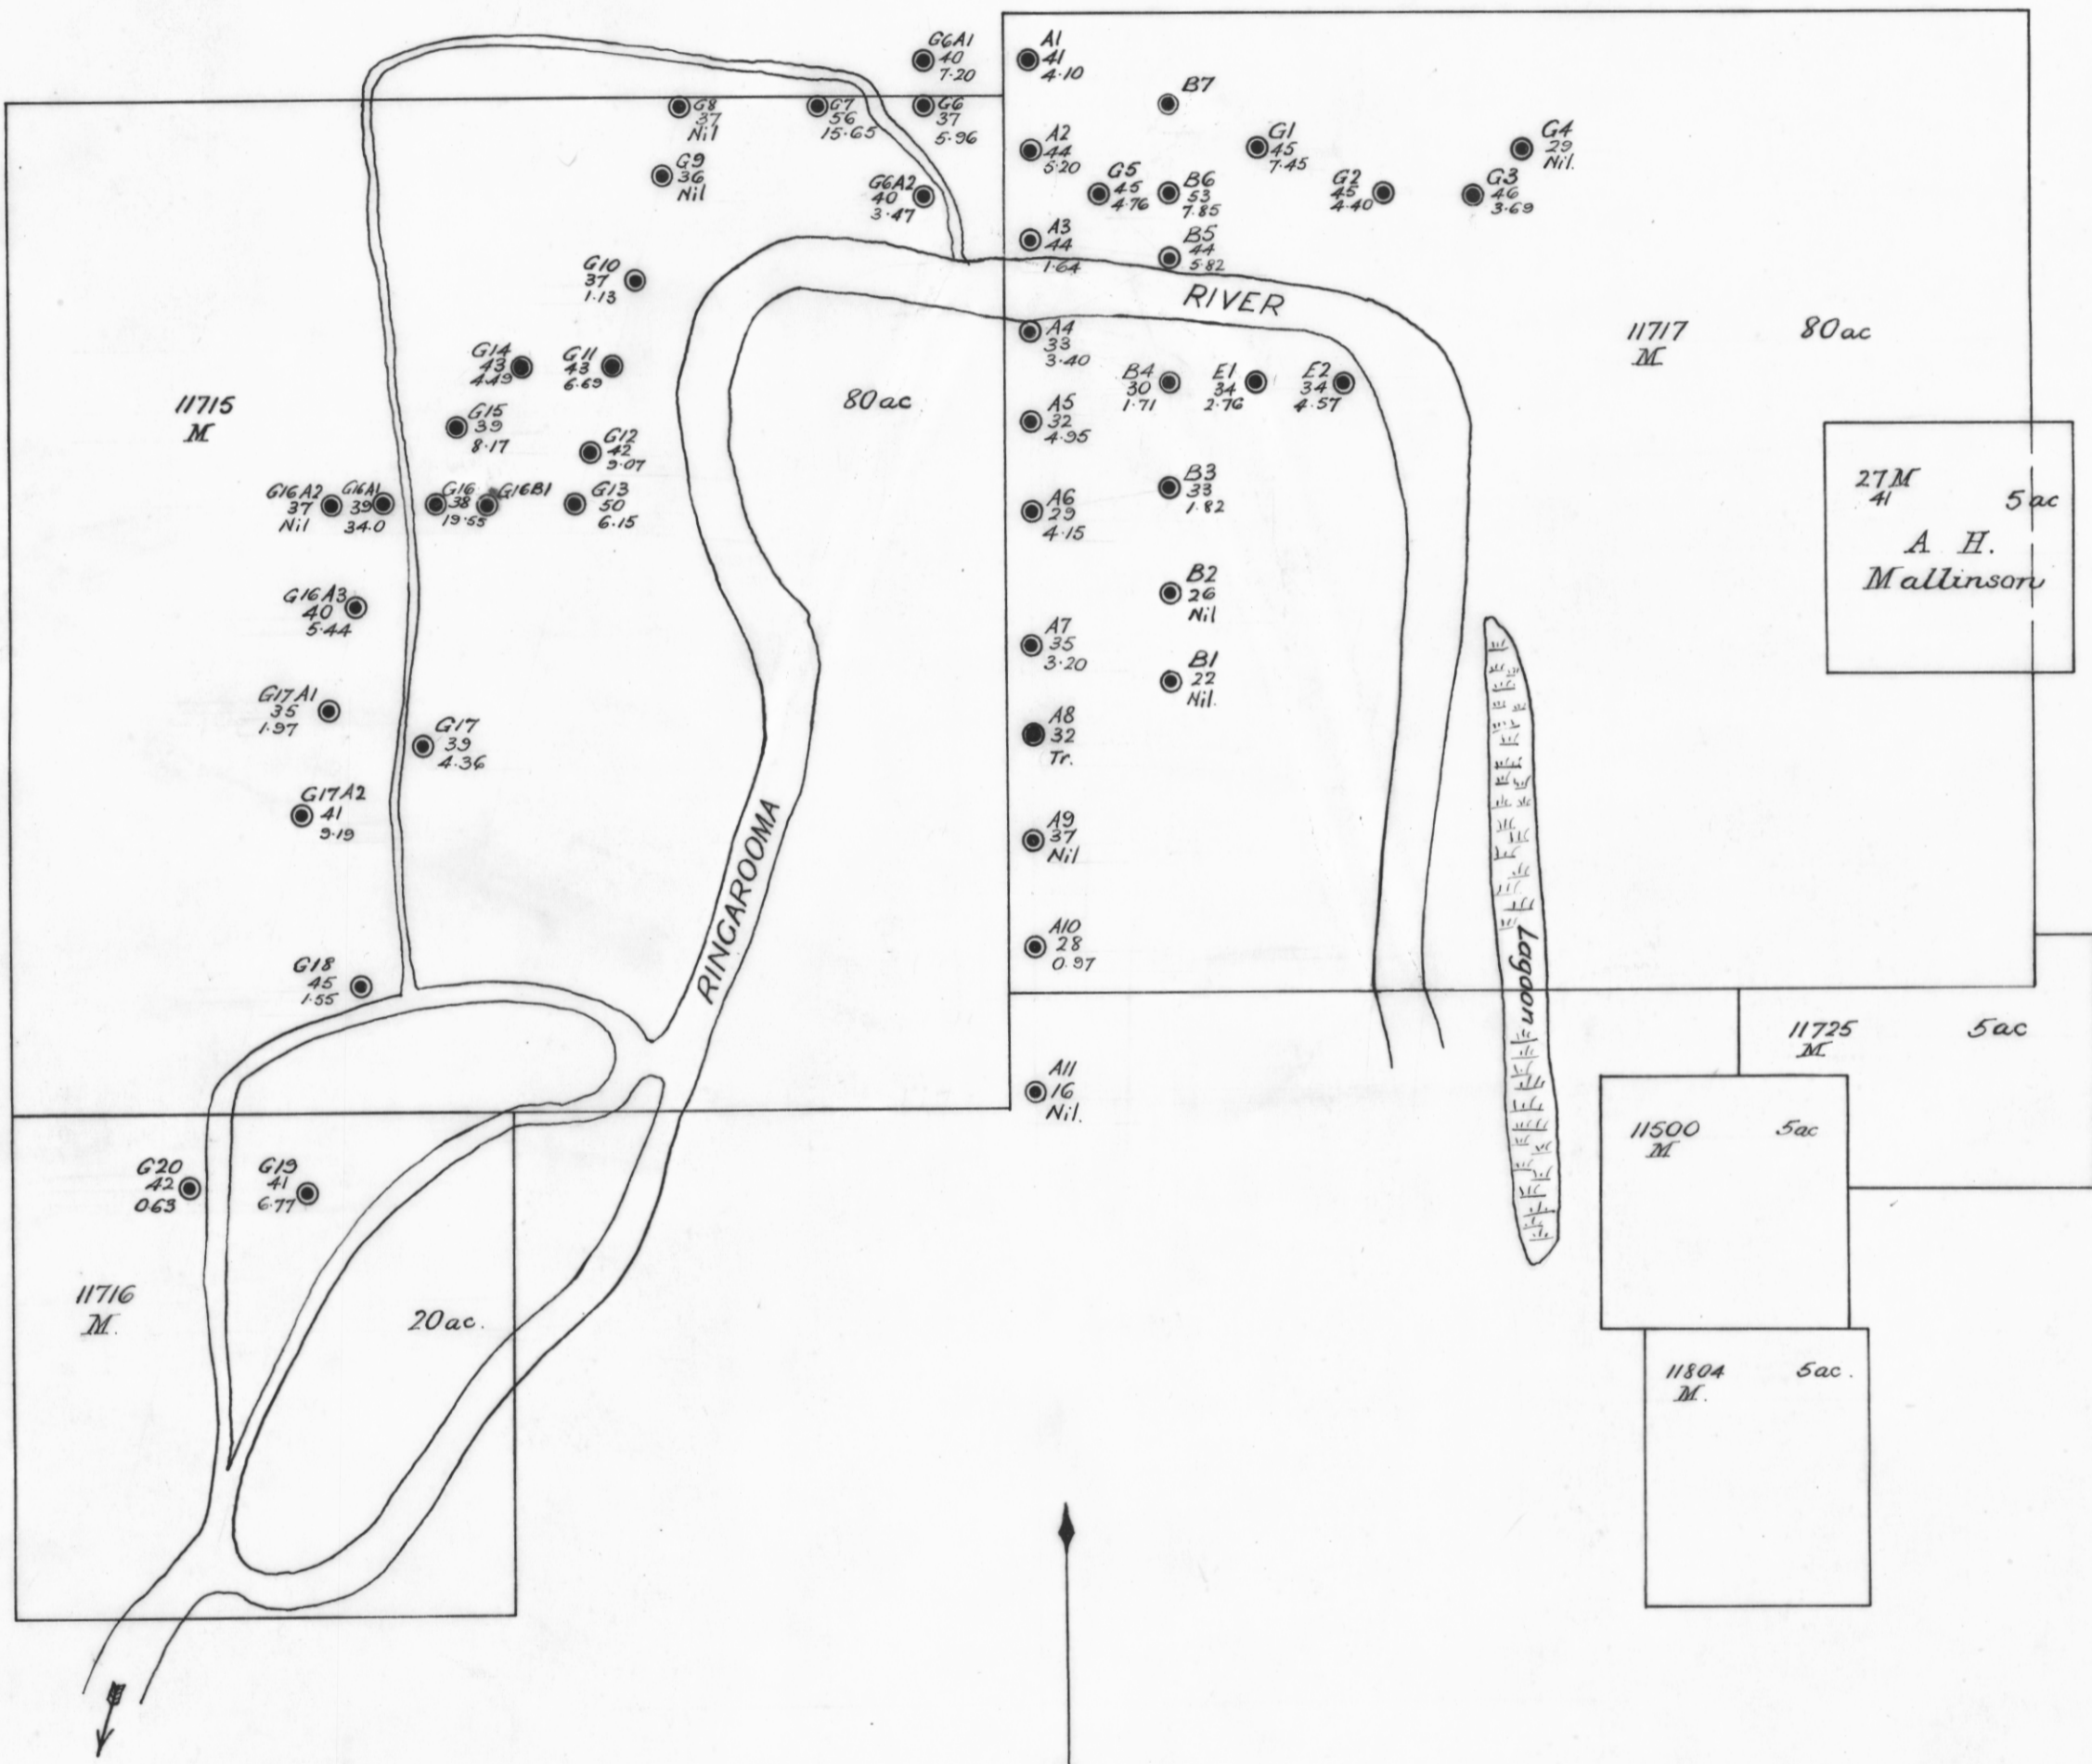 G6A1
40
7.20
A1
41
4.10
B7
G8
37
Nil
G7
56
15.65
G6
37
5.96
A2
44
5.20
G1
45
7.45
G4
29
Nil.
G9
36
Nil
G6A2
40
3.47
G5
45
4.76
B6
53
7.85
G2
45
4.40
G3
46
3.69
A3
44
1.64
B5
44
5.82
G10
37
1.13
RIVER
A4
33
3.40
11717
M
80ac
G14
43
4.49
G11
43
6.69
B4
30
1.71
E1
34
2.76
E2
34
4.57
11715
M
80ac
G15
39
8.17
A5
32
4.95
G12
42
9.07
B3
33
1.82
27M
41
5ac
A H.
Mallinson
G16A2
37
Nil
G16A1
39
34.0
G16
38
19.55
G16B1
G13
50
6.15
A6
29
4.15
B2
26
Nil
G16A3
40
5.44
A7
35
3.20
B1
22
Nil.
G17A1
35
1.97
G17
39
4.36
A8
32
Tr.
G17A2
41
9.19
RINGAROOMA
A9
37
Nil
A10
28
0.97
Lagoon
G18
45
1.55
11725
M
5ac
A11
16
Nil.
11500
M
5ac
G20
42
0.63
G19
41
6.77
11716
M.
20ac.
11804
M.
5ac.